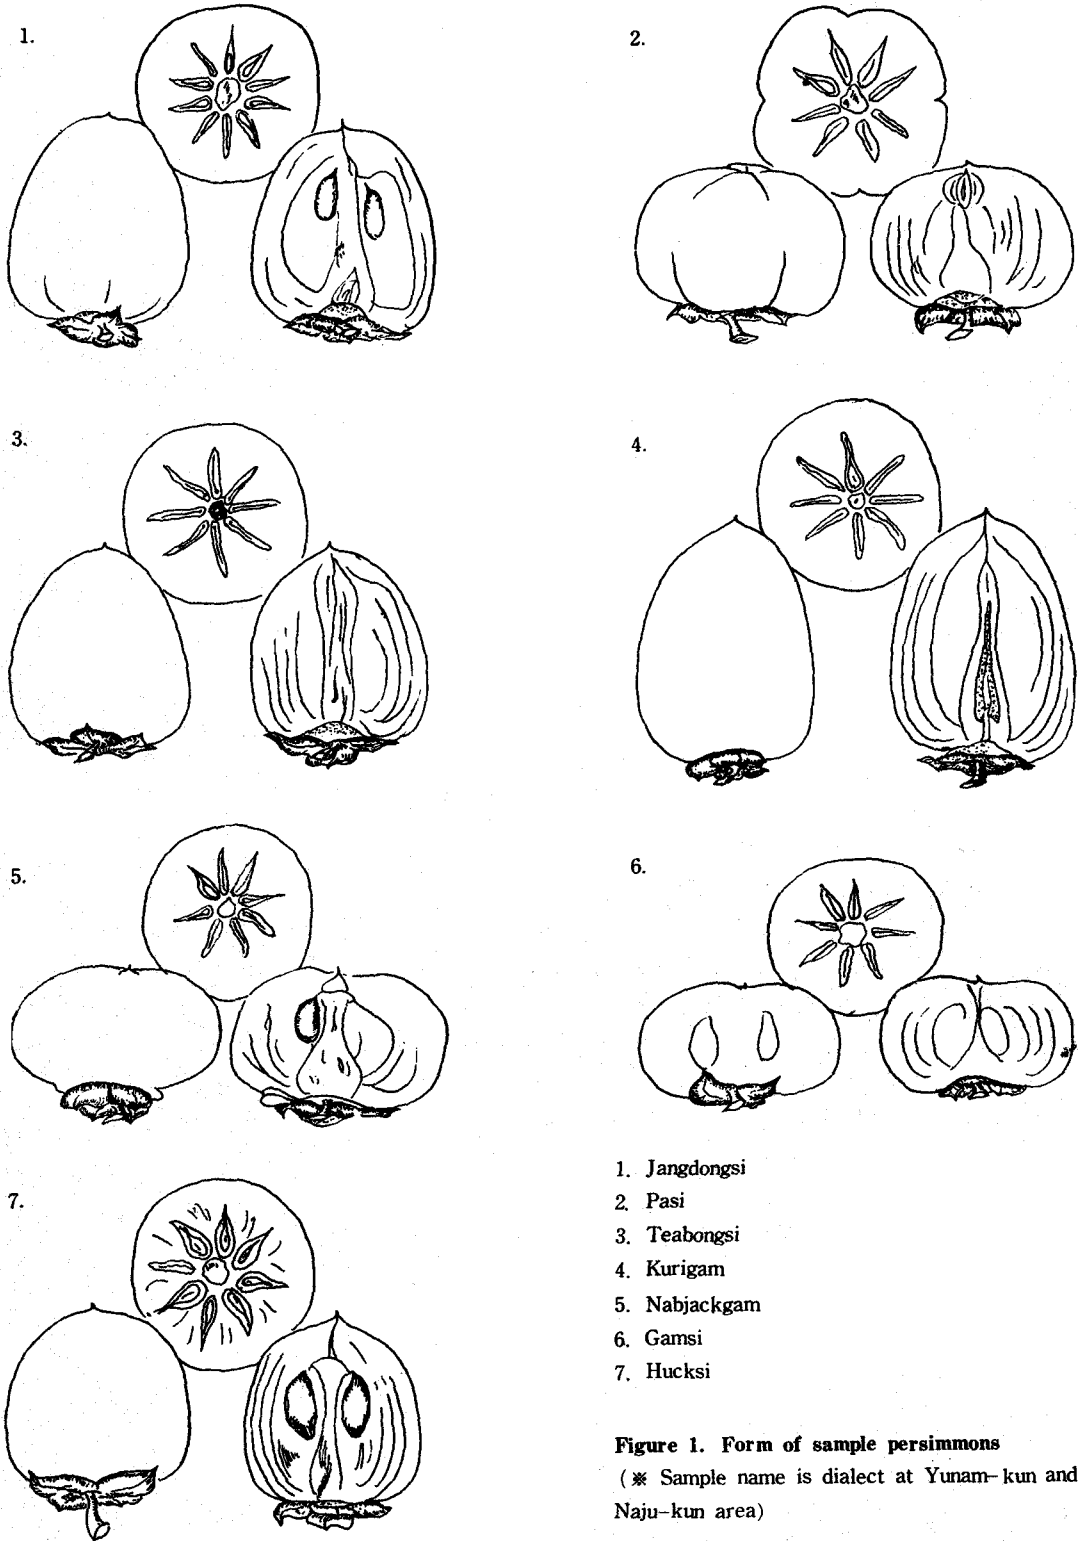 1.
2.
3.
4.
5.
6.
7.
1. Jangdongsi
2. Pasi
3. Teabongsi
4. Kurigam
5. Nabjackgam
6. Gamsi
7. Hucksi
Figure 1. Form of sample persimmons
(※ Sample name is dialect at Yunam-kun and
Naju-kun area)